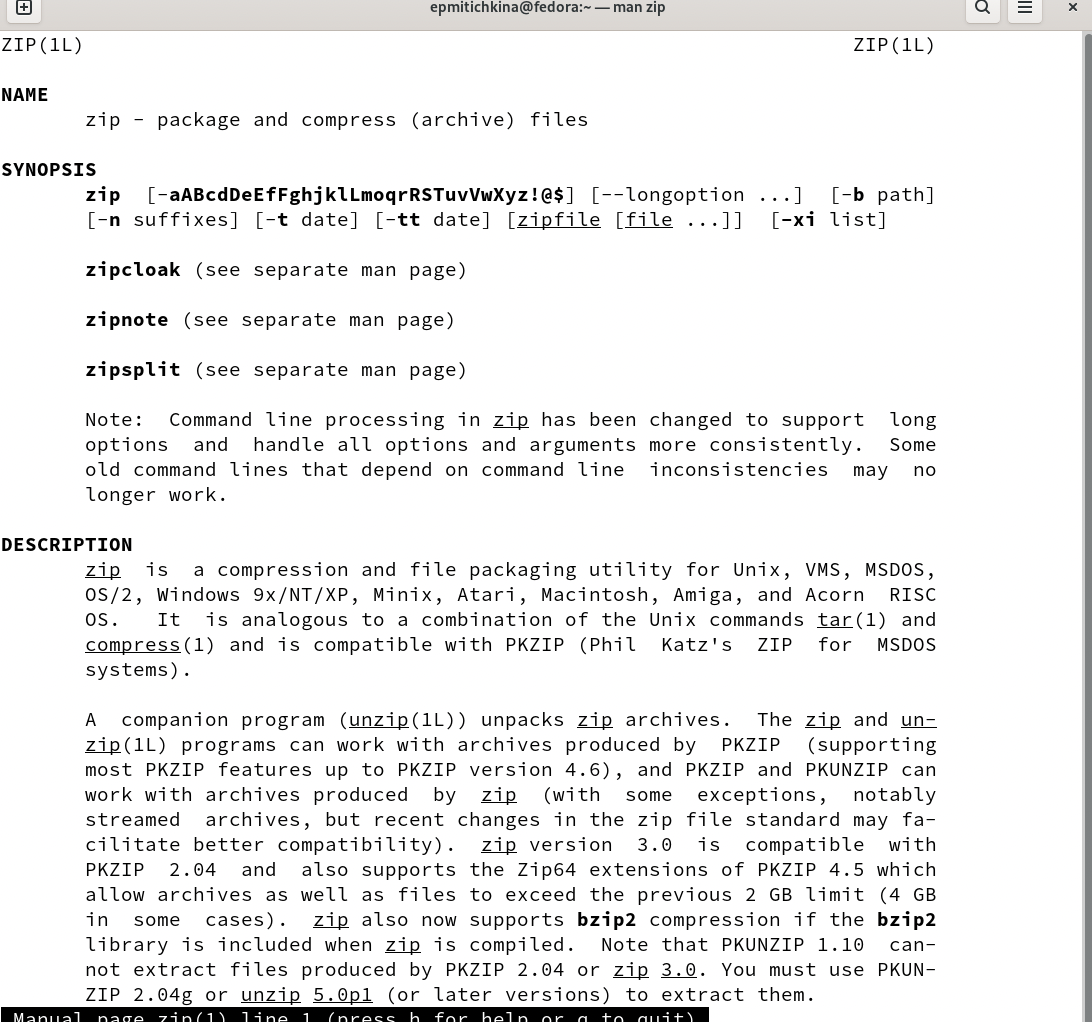 epmitichkina@fedora:~ — man zip
ZIP(1L) ZIP(1L)
NAME
zip - package and compress (archive) files
SYNOPSIS
zip [-aABcdDeEfFghjklLmoqrRSTuvVwXyz!@$] [--longoption ...] [-b path]
[-n suffixes] [-t date] [-tt date] [zipfile [file ...]] [-xi list]
zipcloak (see separate man page)
zipnote (see separate man page)
zipsplit (see separate man page)
Note: Command line processing in zip has been changed to support long
options and handle all options and arguments more consistently. Some
old command lines that depend on command line inconsistencies may no
longer work.
DESCRIPTION
zip is a compression and file packaging utility for Unix, VMS, MSDOS,
OS/2, Windows 9x/NT/XP, Minix, Atari, Macintosh, Amiga, and Acorn RISC
OS. It is analogous to a combination of the Unix commands tar(1) and
compress(1) and is compatible with PKZIP (Phil Katz's ZIP for MSDOS
systems).
A companion program (unzip(1L)) unpacks zip archives. The zip and un-
zip(1L) programs can work with archives produced by PKZIP (supporting
most PKZIP features up to PKZIP version 4.6), and PKZIP and PKUNZIP can
work with archives produced by zip (with some exceptions, notably
streamed archives, but recent changes in the zip file standard may fa-
cilitate better compatibility). zip version 3.0 is compatible with
PKZIP 2.04 and also supports the Zip64 extensions of PKZIP 4.5 which
allow archives as well as files to exceed the previous 2 GB limit (4 GB
in some cases). zip also now supports bzip2 compression if the bzip2
library is included when zip is compiled. Note that PKUNZIP 1.10 can-
not extract files produced by PKZIP 2.04 or zip 3.0. You must use PKUN-
ZIP 2.04g or unzip 5.0p1 (or later versions) to extract them.
Manual page zip(1) line 1 (press h for help or q to quit)